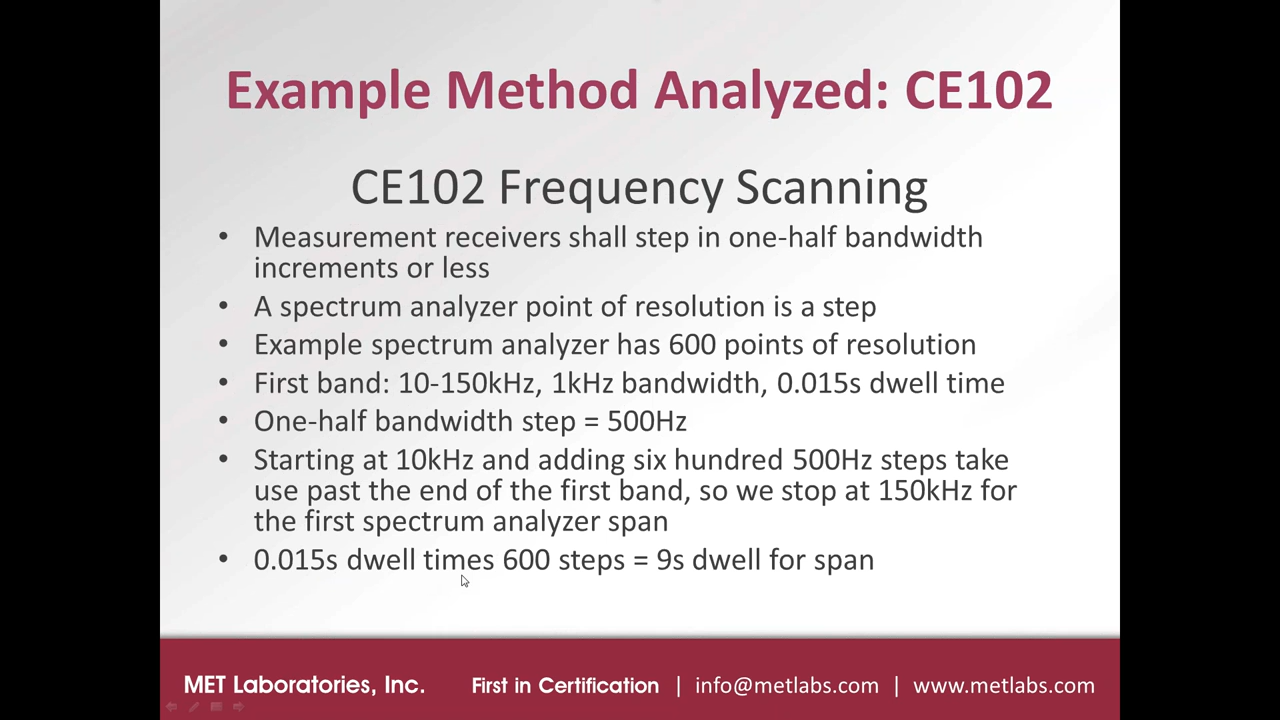 Example Method Analyzed: CE102
CE102 Frequency Scanning
• Measurement receivers shall step in one-half bandwidth
increments or less
• A spectrum analyzer point of resolution is a step
• Example spectrum analyzer has 600 points of resolution
• First band: 10-150kHz, 1kHz bandwidth, 0.015s dwell time
• One-half bandwidth step = 500Hz
• Starting at 10kHz and adding six hundred 500Hz steps take
use past the end of the first band, so we stop at 150kHz for
the first spectrum analyzer span
• 0.015s dwell times 600 steps = 9s dwell for span
MET Laboratories, Inc. First in Certification | info@metlabs.com | www.metlabs.com